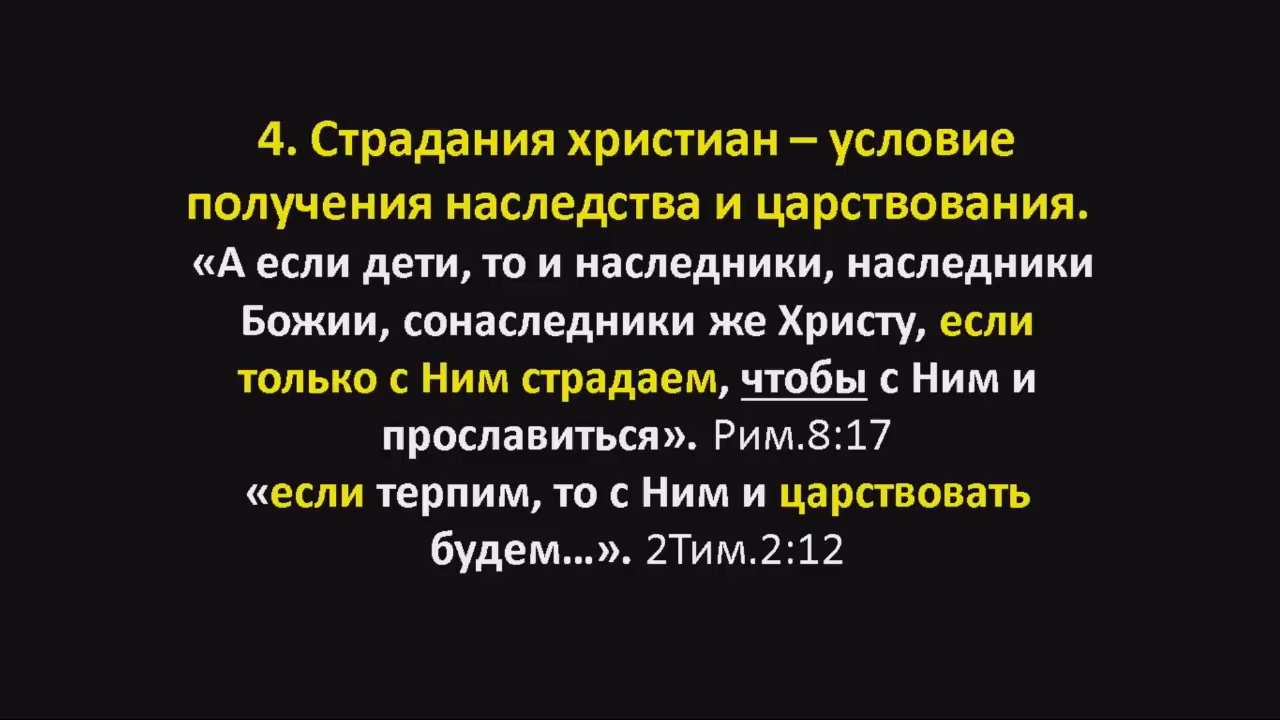 4. Страдания христиан – условие
получения наследства и царствования.
«А если дети, то и наследники, наследники
Божии, сонаследники же Христу, если
только с Ним страдаем, чтобы с Ним и
прославиться». Рим.8:17
«если терпим, то с Ним и царствовать
будем…». 2Тим.2:12